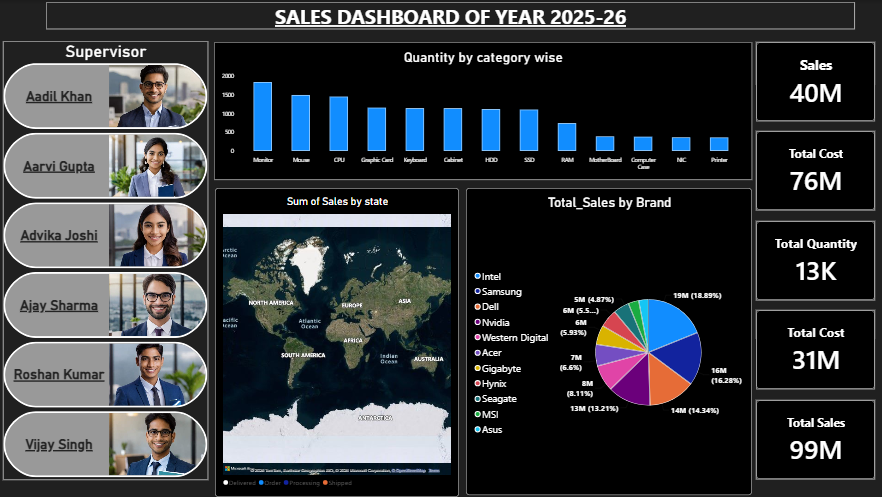 SALES DASHBOARD OF YEAR 2025-26
Supervisor
Aadil Khan
Aarvi Gupta
Advika Joshi
Ajay Sharma
Roshan Kumar
Vijay Singh
Quantity by category wise
2000
1500
1000
500
0
Monitor Mouse CPU Graphic Card Keyboard Cabinet HDD SSD RAM MotherBoard Computer Case NIC Printer
Sum of Sales by state
NORTH AMERICA
EUROPE
ASIA
Atlantic
Ocean
AFRICA
SOUTH AMERICA
Indian
Ocean
AUSTRALIA
ANTARCTICA
Delivered Order Processing Shipped
Total_Sales by Brand
Intel
Samsung
Dell
Nvidia
Western Digital
Acer
Gigabyte
Hynix
Seagate
MSI
Asus
19M (18.89%)
16M
(16.28%)
14M (14.34%)
13M (13.21%)
8M
(8.11%)
7M
(6.6%)
6M
(5.93%)
6M (5.5...)
5M (4.87%)
Sales
40M
Total Cost
76M
Total Quantity
13K
Total Cost
31M
Total Sales
99M